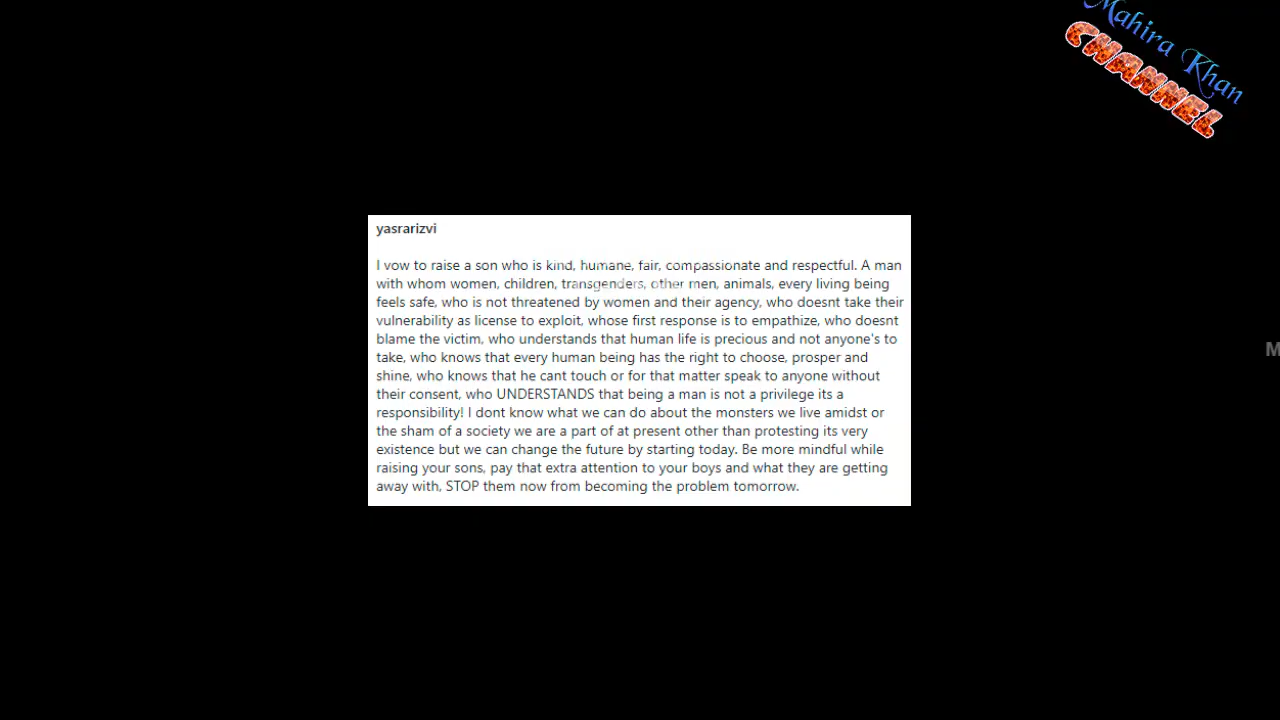 Mahira Khan
CHANNEL
yasrarizvi
I vow to raise a son who is kind, humane, fair, compassionate and respectful. A man
with whom women, children, transgenders, other men, animals, every living being
feels safe, who is not threatened by women and their agency, who doesnt take their
vulnerability as license to exploit, whose first response is to empathize, who doesnt
blame the victim, who understands that human life is precious and not anyone's to
take, who knows that every human being has the right to choose, prosper and
shine, who knows that he cant touch or for that matter speak to anyone without
their consent, who UNDERSTANDS that being a man is not a privilege its a
responsibility! I dont know what we can do about the monsters we live amidst or
the sham of a society we are a part of at present other than protesting its very
existence but we can change the future by starting today. Be more mindful while
raising your sons, pay that extra attention to your boys and what they are getting
away with, STOP them now from becoming the problem tomorrow.